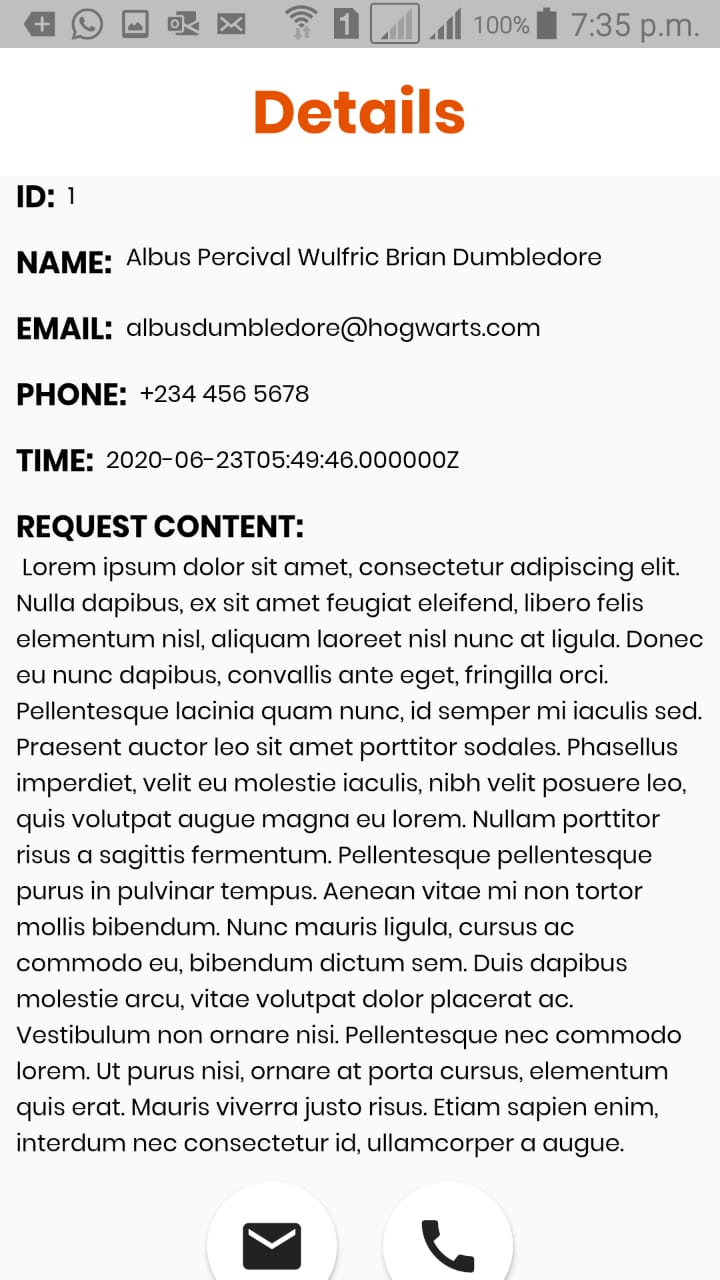 1 100% 7:35 p.m.
Details
ID: 1
NAME: Albus Percival Wulfric Brian Dumbledore
EMAIL: albusdumbledore@hogwarts.com
PHONE: +234 456 5678
TIME: 2020-06-23T05:49:46.000000Z
REQUEST CONTENT:
Lorem ipsum dolor sit amet, consectetur adipiscing elit.
Nulla dapibus, ex sit amet feugiat eleifend, libero felis
elementum nisl, aliquam laoreet nisl nunc at ligula. Donec
eu nunc dapibus, convallis ante eget, fringilla orci.
Pellentesque lacinia quam nunc, id semper mi iaculis sed.
Praesent auctor leo sit amet porttitor sodales. Phasellus
imperdiet, velit eu molestie iaculis, nibh velit posuere leo,
quis volutpat augue magna eu lorem. Nullam porttitor
risus a sagittis fermentum. Pellentesque pellentesque
purus in pulvinar tempus. Aenean vitae mi non tortor
mollis bibendum. Nunc mauris ligula, cursus ac
commodo eu, bibendum dictum sem. Duis dapibus
molestie arcu, vitae volutpat dolor placerat ac.
Vestibulum non ornare nisi. Pellentesque nec commodo
lorem. Ut purus nisi, ornare at porta cursus, elementum
quis erat. Mauris viverra justo risus. Etiam sapien enim,
interdum nec consectetur id, ullamcorper a augue.